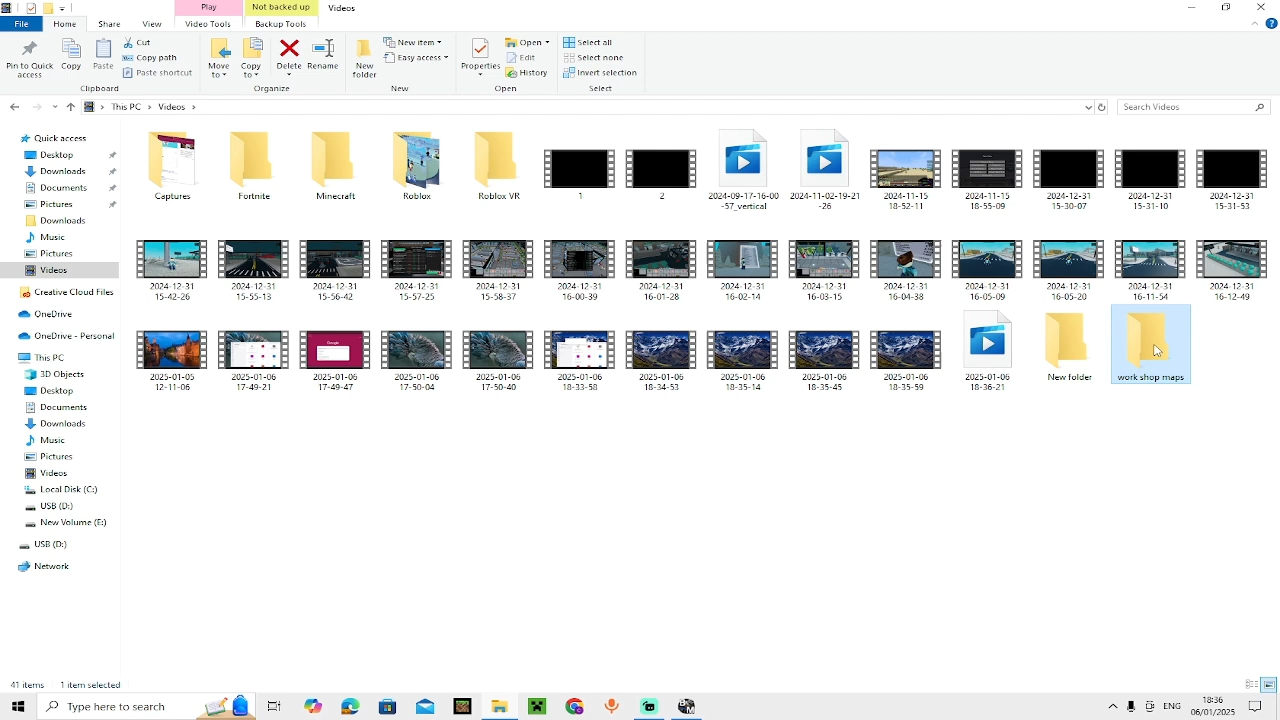 Play
Not backed up
Videos
File
Home
Share
View
Video Tools
Backup Tools
Pin to Quick access
Copy
Paste
Cut
Copy path
Paste shortcut
Move to
Copy to
Delete
Rename
New folder
New item
Easy access
Properties
Open
Edit
History
Select all
Select none
Invert selection
Clipboard
Organize
New
Open
Select
This PC
Videos
Search Videos
Quick access
Desktop
Downloads
Documents
Pictures
Downloads
Music
Pictures
Videos
Creative Cloud Files
OneDrive
OneDrive - Personal
This PC
3D Objects
Desktop
Documents
Downloads
Music
Pictures
Videos
Local Disk (C:)
USB (D:)
New Volume (E:)
USB (D:)
Network
Captures
Fortnite
Minecraft
Roblox
Roblox VR
1
2
2024-09-17-16-00
-57_vertical
2024-11-02-19-21
-26
2024-11-15
18-52-11
2024-11-15
18-55-09
2024-12-31
15-30-07
2024-12-31
15-31-10
2024-12-31
15-31-53
2024-12-31
15-42-26
2024-12-31
15-55-13
2024-12-31
15-56-42
2024-12-31
15-57-25
2024-12-31
15-58-37
2024-12-31
16-00-39
2024-12-31
16-01-28
2024-12-31
16-02-14
2024-12-31
16-03-15
2024-12-31
16-04-38
2024-12-31
16-05-09
2024-12-31
16-05-20
2024-12-31
16-11-54
2024-12-31
16-12-49
2025-01-05
12-11-06
2025-01-06
17-49-21
2025-01-06
17-49-47
2025-01-06
17-50-04
2025-01-06
17-50-40
2025-01-06
18-33-58
2025-01-06
18-34-53
2025-01-06
18-35-14
2025-01-06
18-35-45
2025-01-06
18-35-59
2025-01-06
18-36-21
New folder
work shop maps
Google
41 items
1 item selected
Type here to search
ENG
18:36
06/01/2025